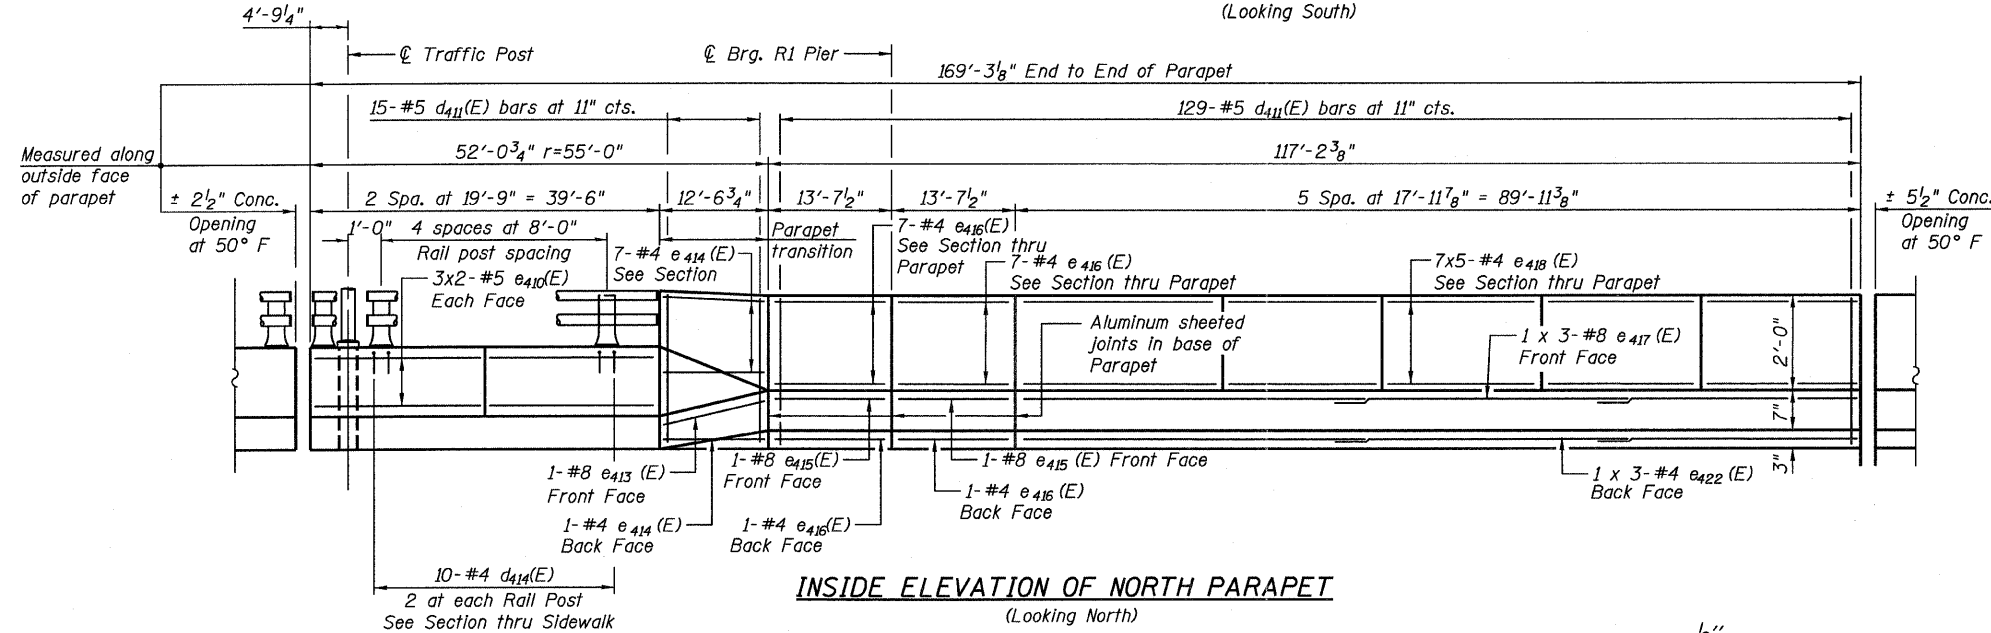 (Looking South)
4'-9¼"
℄ Traffic Post
℄ Brg. R1 Pier
169'-3⅛" End to End of Parapet
15-#5 d411(E) bars at 11" cts.
129-#5 d411(E) bars at 11" cts.
Measured along
outside face
of parapet
52'-0¾" r=55'-0"
117'-2⅜"
± 2½" Conc.
Opening
at 50° F
2 Spa. at 19'-9" = 39'-6"
12'-6¾"
13'-7½"
13'-7½"
5 Spa. at 17'-11⅞" = 89'-11⅜"
± 5½" Conc.
Opening
at 50° F
1'-0"
4 spaces at 8'-0"
Rail post spacing
Parapet
transition
7-#4 e414(E)
See Section
7-#4 e416(E)
See Section thru
Parapet
7-#4 e416(E)
See Section thru Parapet
7x5-#4 e418(E)
See Section thru Parapet
3x2-#5 e410(E)
Each Face
Aluminum sheeted
joints in base of
Parapet
1 x 3-#8 e417(E)
Front Face
2'-0"
7"
3"
1-#8 e413(E)
Front Face
1-#8 e415(E)
Front Face
1-#8 e415(E) Front Face
1-#4 e416(E)
Back Face
1 x 3-#4 e422(E)
Back Face
1-#4 e414(E)
Back Face
1-#4 e416(E)
Back Face
10-#4 d414(E)
2 at each Rail Post
See Section thru Sidewalk
INSIDE ELEVATION OF NORTH PARAPET
(Looking North)